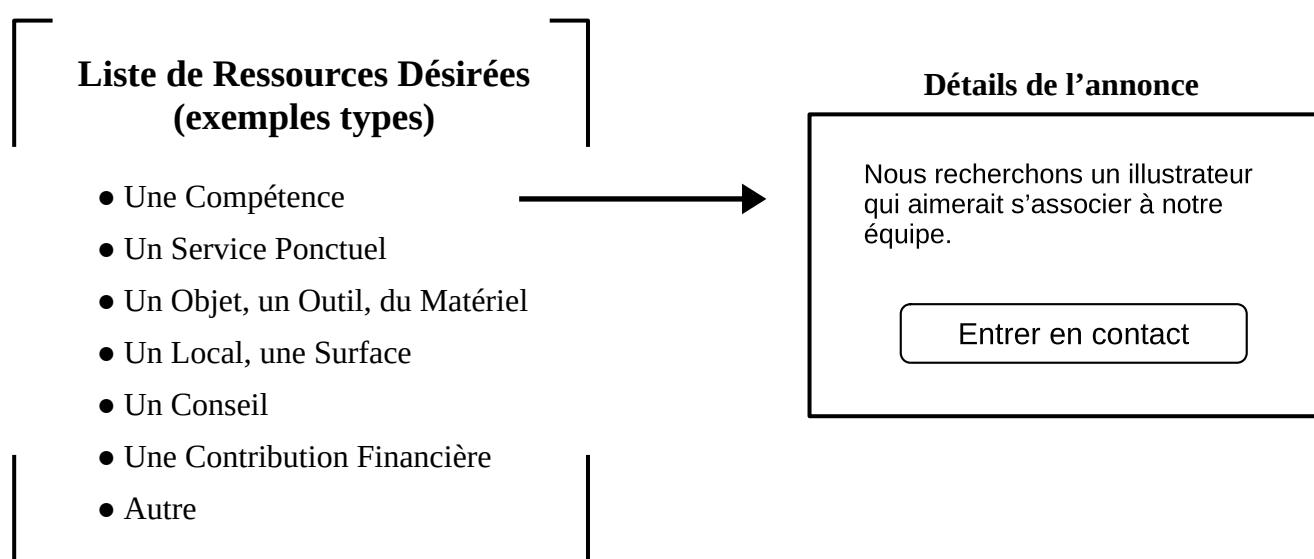 Liste de Ressources Désirées
(exemples types)
● Une Compétence
● Un Service Ponctuel
● Un Objet, un Outil, du Matériel
● Un Local, une Surface
● Un Conseil
● Une Contribution Financière
● Autre
Détails de l’annonce
Nous recherchons un illustrateur
qui aimerait s’associer à notre
équipe.
Entrer en contact